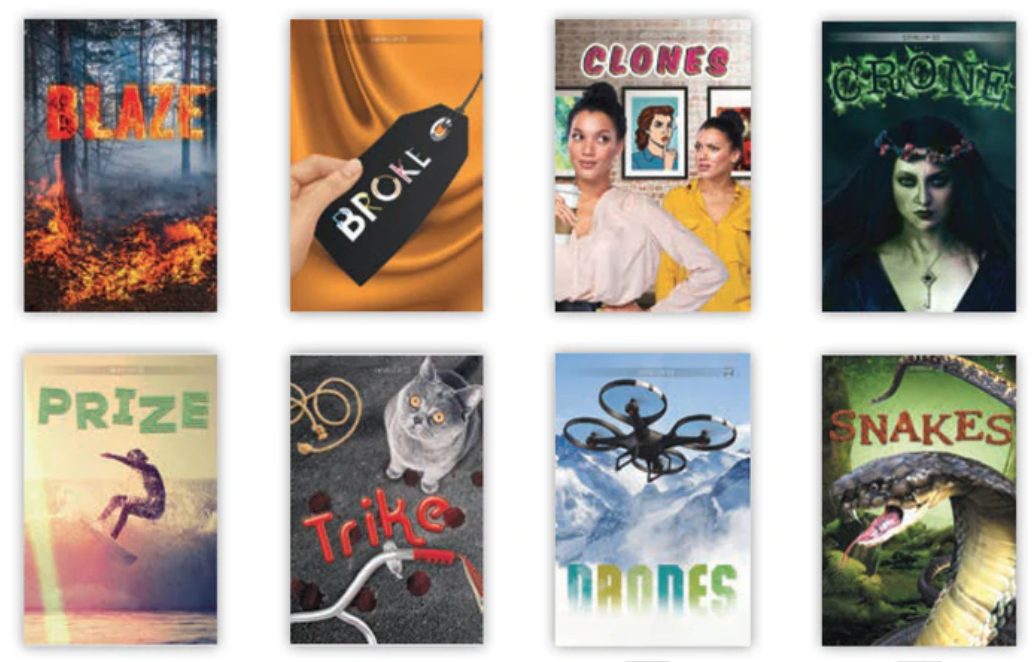 BLAZE
BROKE
CLONES
CRONE
PRIZE
Trike
DRONES
SNAKES